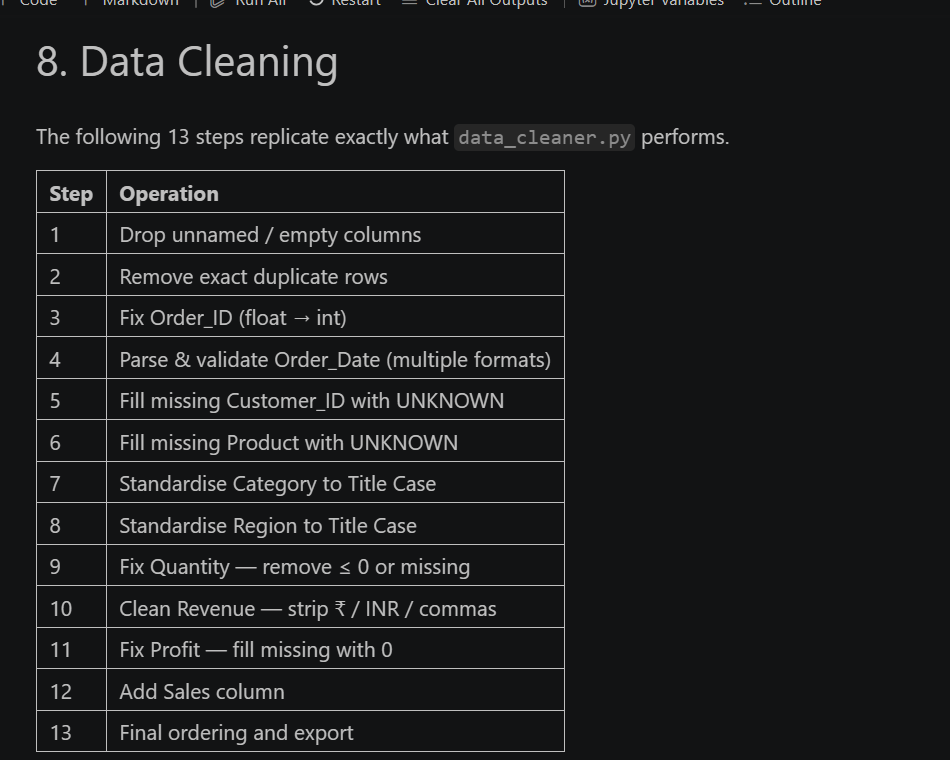 Code Markdown Run All Restart Clear All Outputs Jupyter Variables Outline
8. Data Cleaning
The following 13 steps replicate exactly what data_cleaner.py performs.
Step Operation
1 Drop unnamed / empty columns
2 Remove exact duplicate rows
3 Fix Order_ID (float → int)
4 Parse & validate Order_Date (multiple formats)
5 Fill missing Customer_ID with UNKNOWN
6 Fill missing Product with UNKNOWN
7 Standardise Category to Title Case
8 Standardise Region to Title Case
9 Fix Quantity — remove ≤ 0 or missing
10 Clean Revenue — strip ₹ / INR / commas
11 Fix Profit — fill missing with 0
12 Add Sales column
13 Final ordering and export